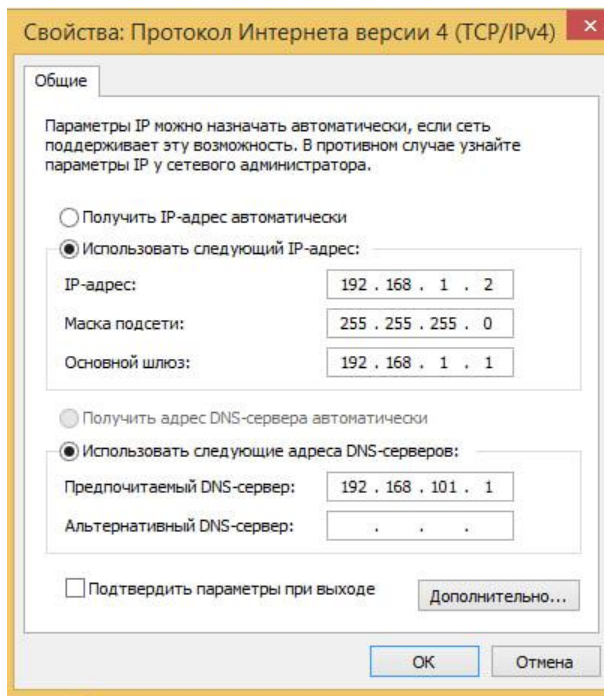 Свойства: Протокол Интернета версии 4 (TCP/IPv4)
Общие
Параметры IP можно назначать автоматически, если сеть
поддерживает эту возможность. В противном случае узнайте
параметры IP у сетевого администратора.
Получить IP-адрес автоматически
Использовать следующий IP-адрес:
IP-адрес: 192 . 168 . 1 . 2
Маска подсети: 255 . 255 . 255 . 0
Основной шлюз: 192 . 168 . 1 . 1
Получить адрес DNS-сервера автоматически
Использовать следующие адреса DNS-серверов:
Предпочитаемый DNS-сервер: 192 . 168 . 101 . 1
Альтернативный DNS-сервер: . . .
Подтвердить параметры при выходе Дополнительно...
ОК Отмена